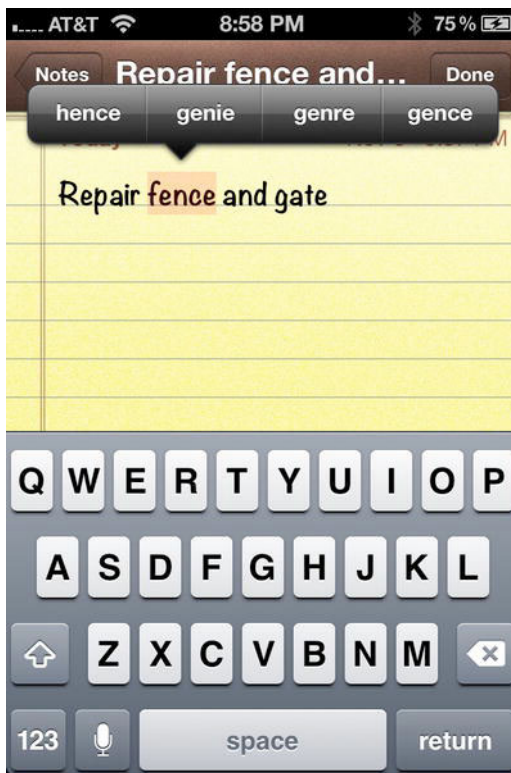 AT&T 8:58 PM 75%
Notes Repair fence and... Done
hence genie genre gence
Repair fence and gate
Q W E R T Y U I O P
A S D F G H J K L
Z X C V B N M
123 space return